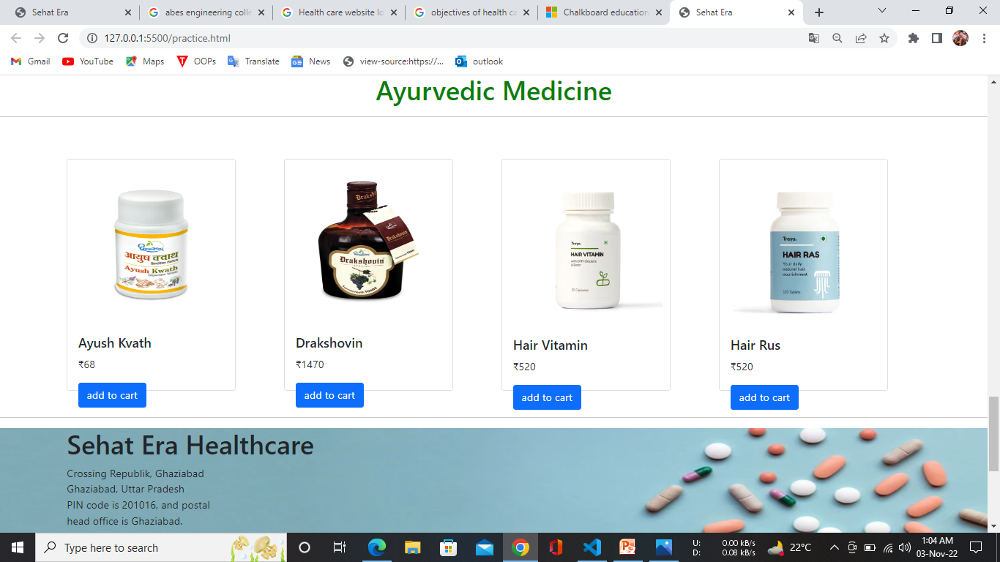 Sehat Era
abes engineering colle
Health care website lo
objectives of health ca
Chalkboard education
Sehat Era
127.0.0.1:5500/practice.html
Gmail
YouTube
Maps
OOPs
Translate
News
view-source:https://...
outlook
Ayurvedic Medicine
आयुष क्वाथ
Ayush Kwath
Drakshovin
Drakshovin
TONIC
Traya.
HAIR VITAMIN
with DHT Blockers
& Biotin
30 Capsules
Traya.
HAIR RAS
Your daily
natural hair
nourishment
120 Tablets
Ayush Kvath
₹68
add to cart
Drakshovin
₹1470
add to cart
Hair Vitamin
₹520
add to cart
Hair Rus
₹520
add to cart
Sehat Era Healthcare
Crossing Republik, Ghaziabad
Ghaziabad, Uttar Pradesh
PIN code is 201016, and postal
head office is Ghaziabad.
Type here to search
U: 0.00 kB/s
D: 0.08 kB/s
22°C
1:04 AM
03-Nov-22